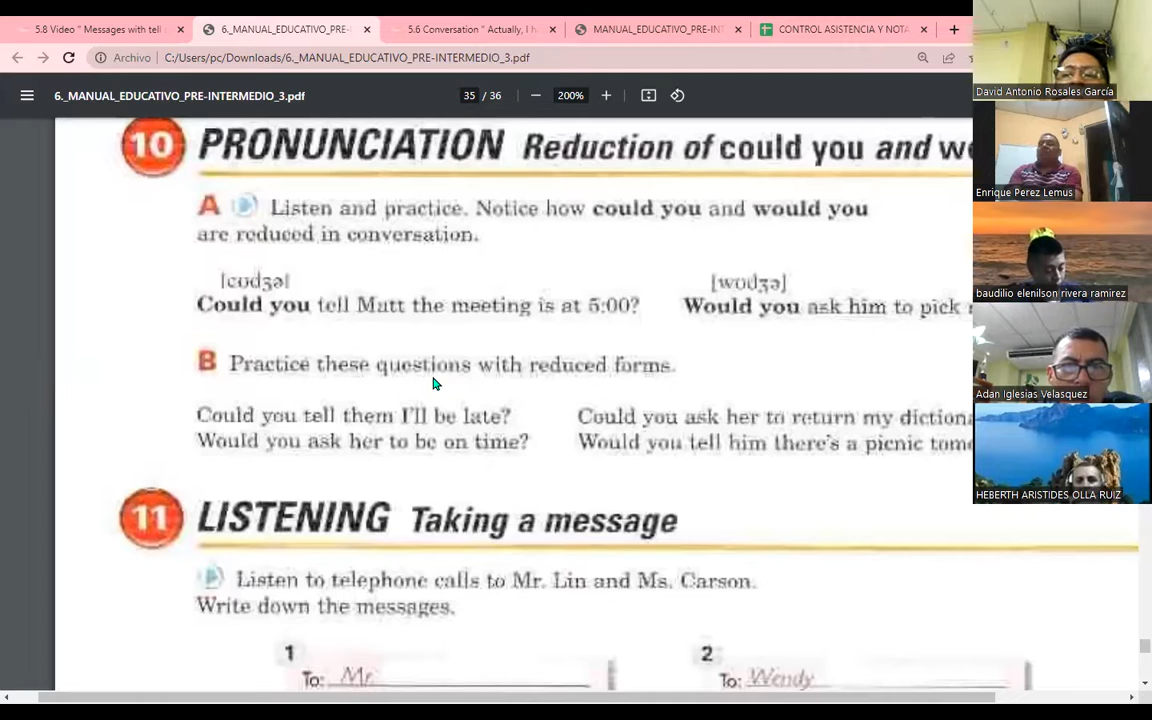 5.8 Video " Messages with tell
6._MANUAL_EDUCATIVO_PRE-
5.6 Conversation " Actually, I h
MANUAL_EDUCATIVO_PRE-INT
CONTROL ASISTENCIA Y NOTA
Archivo C:/Users/pc/Downloads/6._MANUAL_EDUCATIVO_PRE-INTERMEDIO_3.pdf
6._MANUAL_EDUCATIVO_PRE-INTERMEDIO_3.pdf
35 / 36
200%
10 PRONUNCIATION Reduction of could you and
A Listen and practice. Notice how could you and would you
are reduced in conversation.
[cʊdʒə] [wʊdʒə]
Could you tell Matt the meeting is at 5:00? Would you ask him to pick
B Practice these questions with reduced forms.
Could you tell them I'll be late? Could you ask her to return my
Would you ask her to be on time? Would you tell him there's a picnic
11 LISTENING Taking a message
Listen to telephone calls to Mr. Lin and Ms. Carson.
Write down the messages.
1 2
To: Mr. To: Wendy
David Antonio Rosales García
Enrique Perez Lemus
baudilio elenilson rivera ramirez
Adan Iglesias Velasquez
HEBERTH ARISTIDES OLLA RUIZ